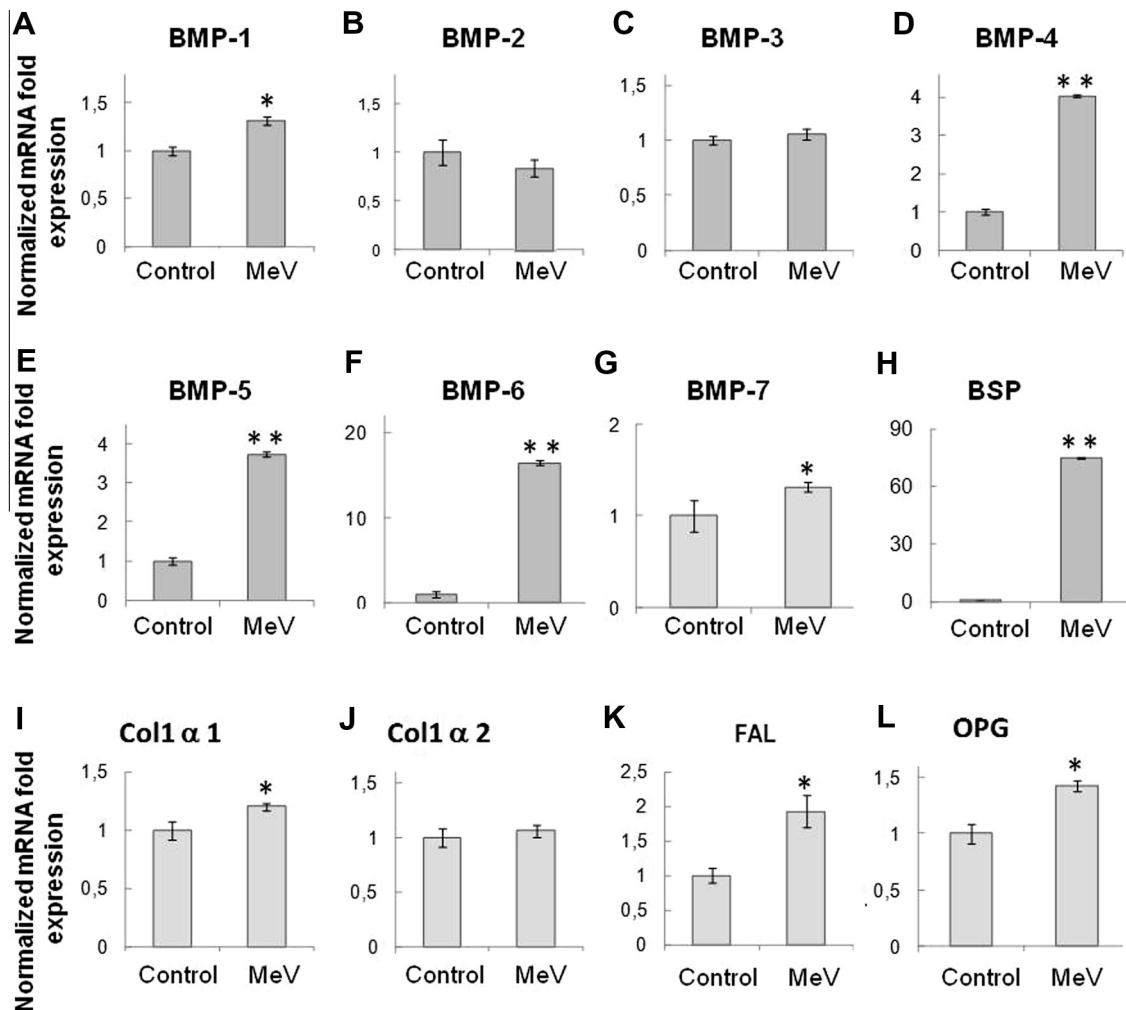 A B C D
BMP-1 BMP-2 BMP-3 BMP-4
Normalized mRNA fold
expression
1,5
1
0,5
0
*
Control MeV
1,5
1
0,5
0
Control MeV
1,5
1
0,5
0
Control MeV
4
3
2
1
0
* *
Control MeV
E F G H
BMP-5 BMP-6 BMP-7 BSP
Normalized mRNA fold
expression
4
3
2
1
0
* *
Control MeV
20
10
0
* *
Control MeV
2
1
0
*
Control MeV
90
60
30
0
* *
Control MeV
I J K L
Col1 α 1 Col1 α 2 FAL OPG
Normalized mRNA fold
expression
1,5
1
0,5
0
*
Control MeV
1,5
1
0,5
0
Control MeV
2,5
2
1,5
1
0,5
0
*
Control MeV
1,5
1
0,5
0
*
Control MeV